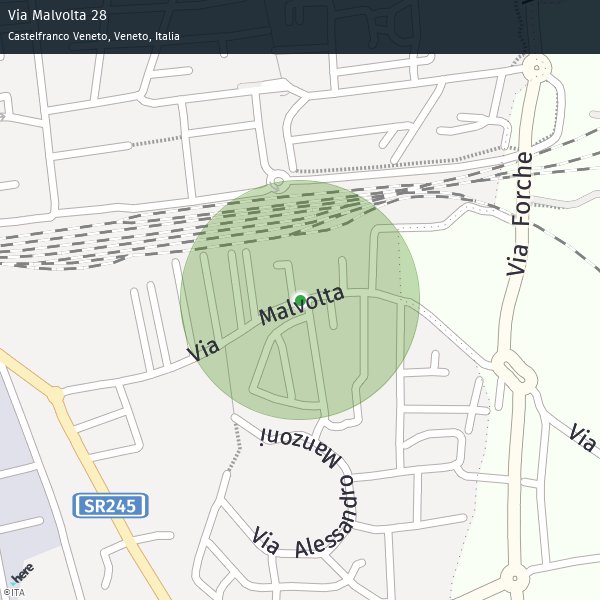 Via Malvolta 28
Castelfranco Veneto, Veneto, Italia
Via Forche
Via Malvolta
Via Alessandro Manzoni
Via
SR245
here
©ITA